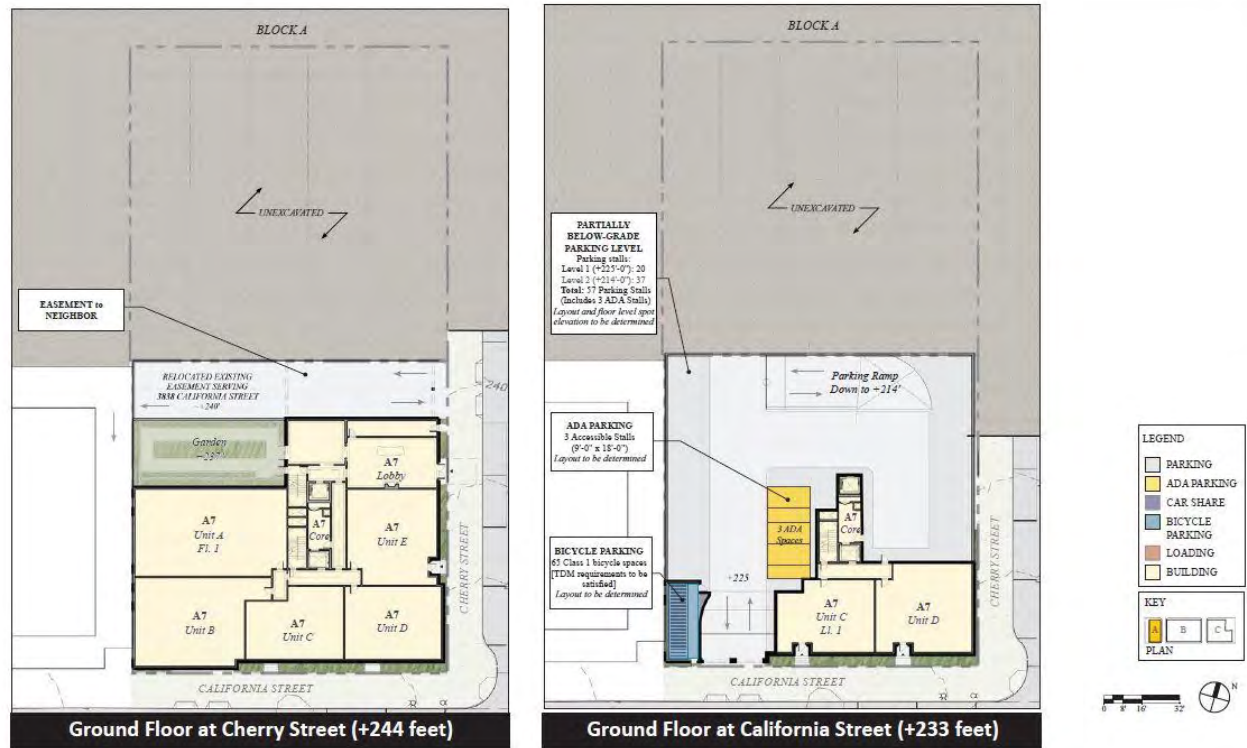 BLOCK A
UNEXCAVATED
EASEMENT to
NEIGHBOR
RELOCATED EXISTING
EASEMENT SERVING
3838 CALIFORNIA STREET
+240'
240'
Garden
A7
Lobby
A7
Unit A
Fl. 1
A7
Core
A7
Unit E
A7
Unit B
A7
Unit C
A7
Unit D
CHERRY STREET
CALIFORNIA STREET
Ground Floor at Cherry Street (+244 feet)
BLOCK A
UNEXCAVATED
PARTIALLY
BELOW-GRADE
PARKING LEVEL
Parking stalls:
Level 1 (+225'-0"): 20
Level 2 (+214'-0"): 37
Total: 57 Parking Stalls
(Includes 3 ADA Stalls)
Layout and floor level spot
elevation to be determined
Parking Ramp
Down to +214'
ADA PARKING
3 Accessible Stalls
(9'-0" x 18'-0")
Layout to be determined
3 ADA
Spaces
A7
Core
BICYCLE PARKING
65 Class 1 bicycle spaces
[TDM requirements to be
satisfied]
Layout to be determined
+225
A7
Unit C
Ll. 1
A7
Unit D
CHERRY STREET
CALIFORNIA STREET
Ground Floor at California Street (+233 feet)
LEGEND
PARKING
ADA PARKING
CAR SHARE
BICYCLE
PARKING
LOADING
BUILDING
KEY
A B C
PLAN
0 8' 16' 32'
N